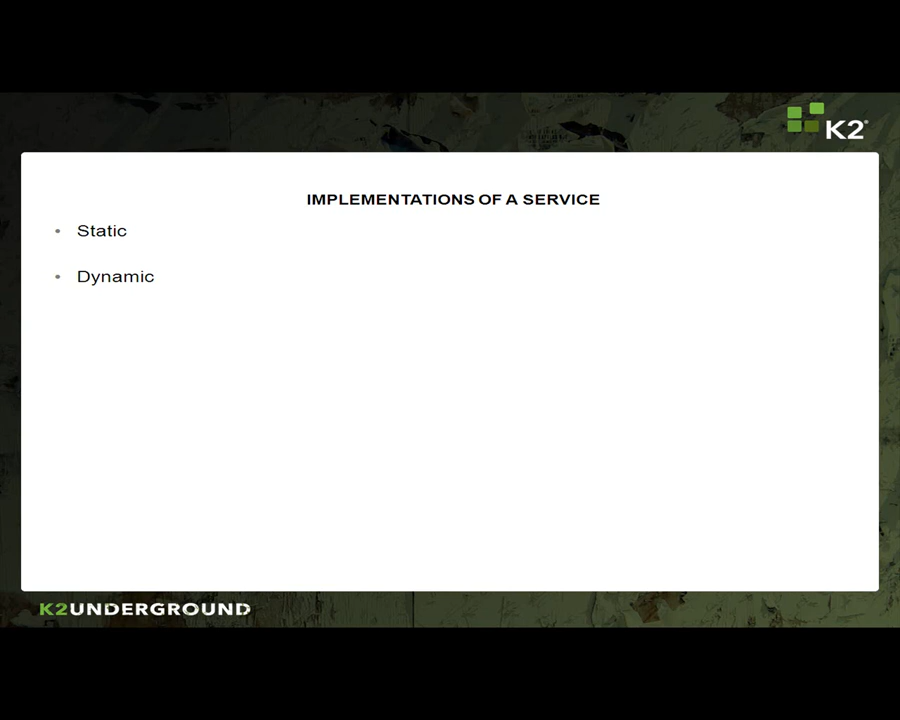 K2®
IMPLEMENTATIONS OF A SERVICE
• Static
• Dynamic
K2UNDERGROUND